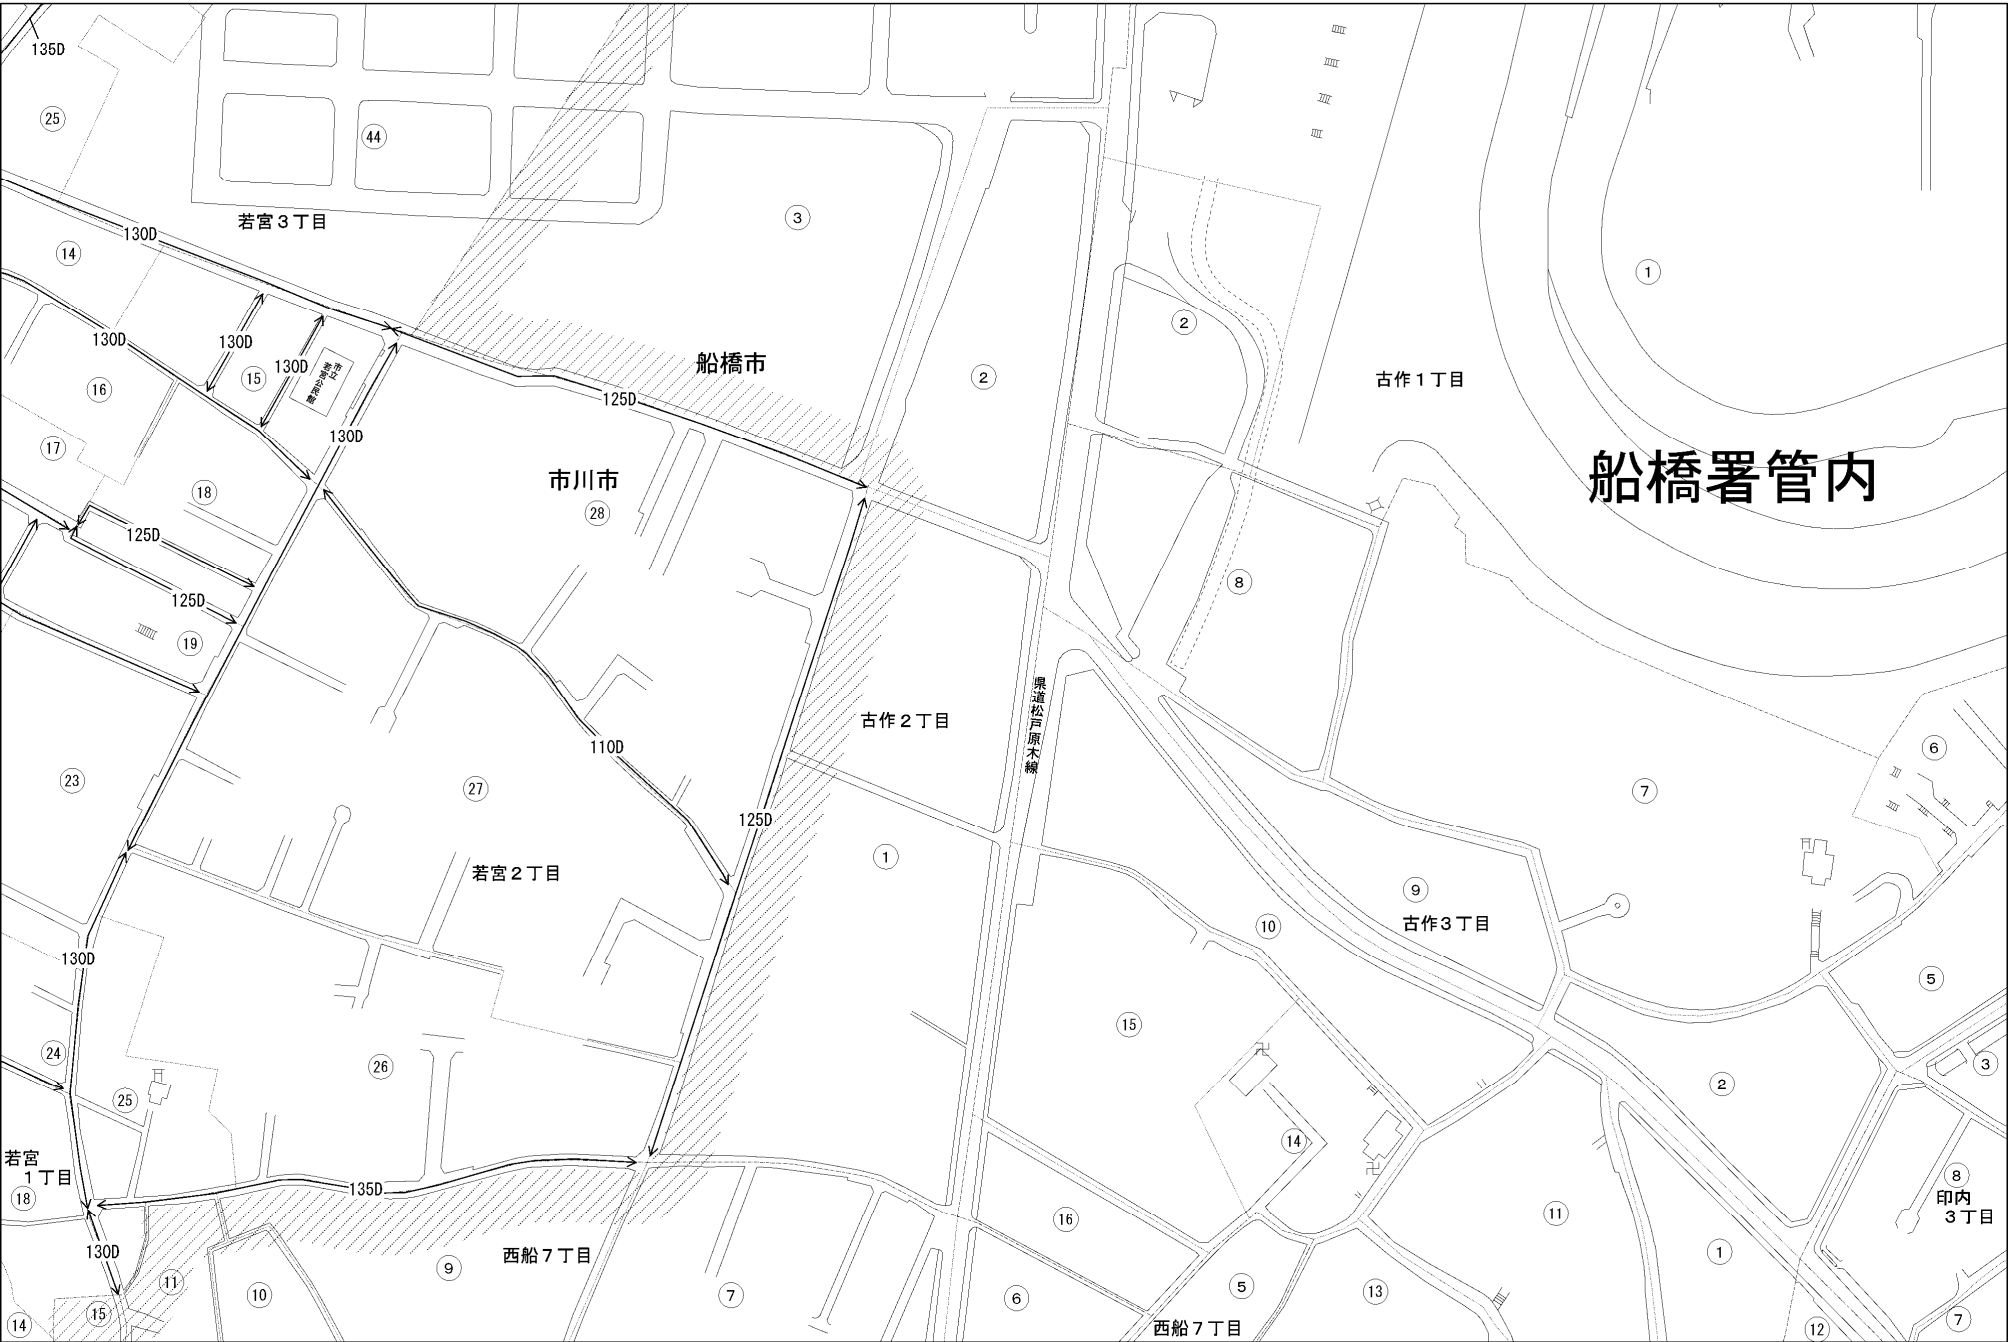 135D
25
44
若宮3丁目
③
130D
14
130D
130D
130D
15
市立
若宮公民館
16
17
18
130D
125D
船橋市
市川市
28
②
②
①
古作1丁目
船橋署管内
125D
125D
19
⑧
古作2丁目
県道松戸原木線
110D
23
27
125D
①
若宮2丁目
⑥
⑦
⑨
古作3丁目
10
130D
15
24
25
26
⑤
③
②
14
若宮
1丁目
18
135D
130D
11
15
14
10
⑨
西船7丁目
⑦
16
⑥
⑤
13
西船7丁目
11
①
⑧
印内
3丁目
12
⑦